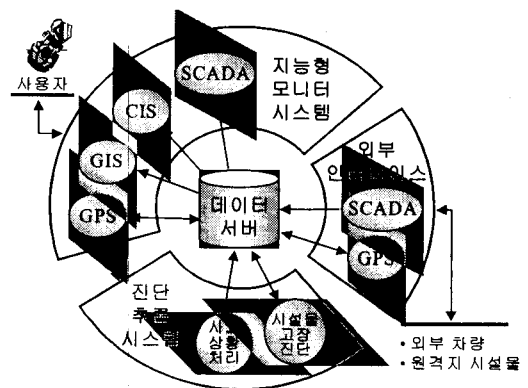 사용자
SCADA
지능형
모니터
시스템
CIS
GIS
GPS
외부
SCADA
GPS
데이터
서버
진단
추론
시스템
상황
처리
시설물
고장
진단
• 외부 차량
• 원격지 시설물